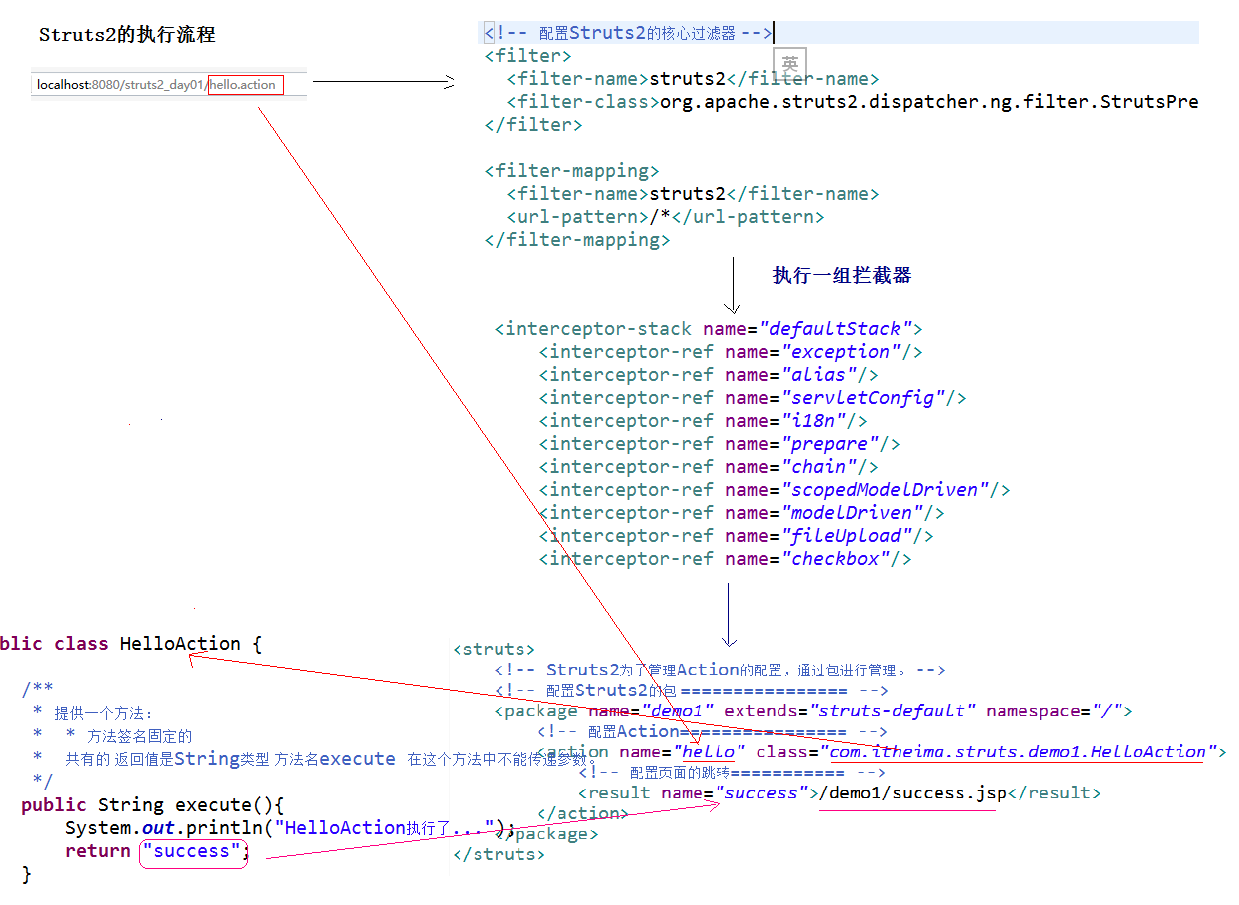 Struts2的执行流程
localhost:8080/struts2_day01/hello.action
<!-- 配置Struts2的核心过滤器 -->
英
<filter>
<filter-name>struts2</filter-name>
<filter-class>org.apache.struts2.dispatcher.ng.filter.StrutsPre
</filter>
<filter-mapping>
<filter-name>struts2</filter-name>
<url-pattern>/*</url-pattern>
</filter-mapping>
执行一组拦截器
<interceptor-stack name="defaultStack">
<interceptor-ref name="exception"/>
<interceptor-ref name="alias"/>
<interceptor-ref name="servletConfig"/>
<interceptor-ref name="i18n"/>
<interceptor-ref name="prepare"/>
<interceptor-ref name="chain"/>
<interceptor-ref name="scopedModelDriven"/>
<interceptor-ref name="modelDriven"/>
<interceptor-ref name="fileUpload"/>
<interceptor-ref name="checkbox"/>
blic class HelloAction {
/**
* 提供一个方法:
* * 方法签名固定的
* 共有的 返回值是String类型 方法名execute 在这个方法中不能传递参数。
*/
public String execute(){
System.out.println("HelloAction执行了...");
return "success";
}
<struts>
<!-- Struts2为了管理Action的配置，通过包进行管理。-->
<!-- 配置Struts2的包================ -->
<package name="demo1" extends="struts-default" namespace="/">
<!-- 配置Action================ -->
<action name="hello" class="com.itheima.struts.demo1.HelloAction">
<!-- 配置页面的跳转=========== -->
<result name="success">/demo1/success.jsp</result>
</action>
</package>
</struts>